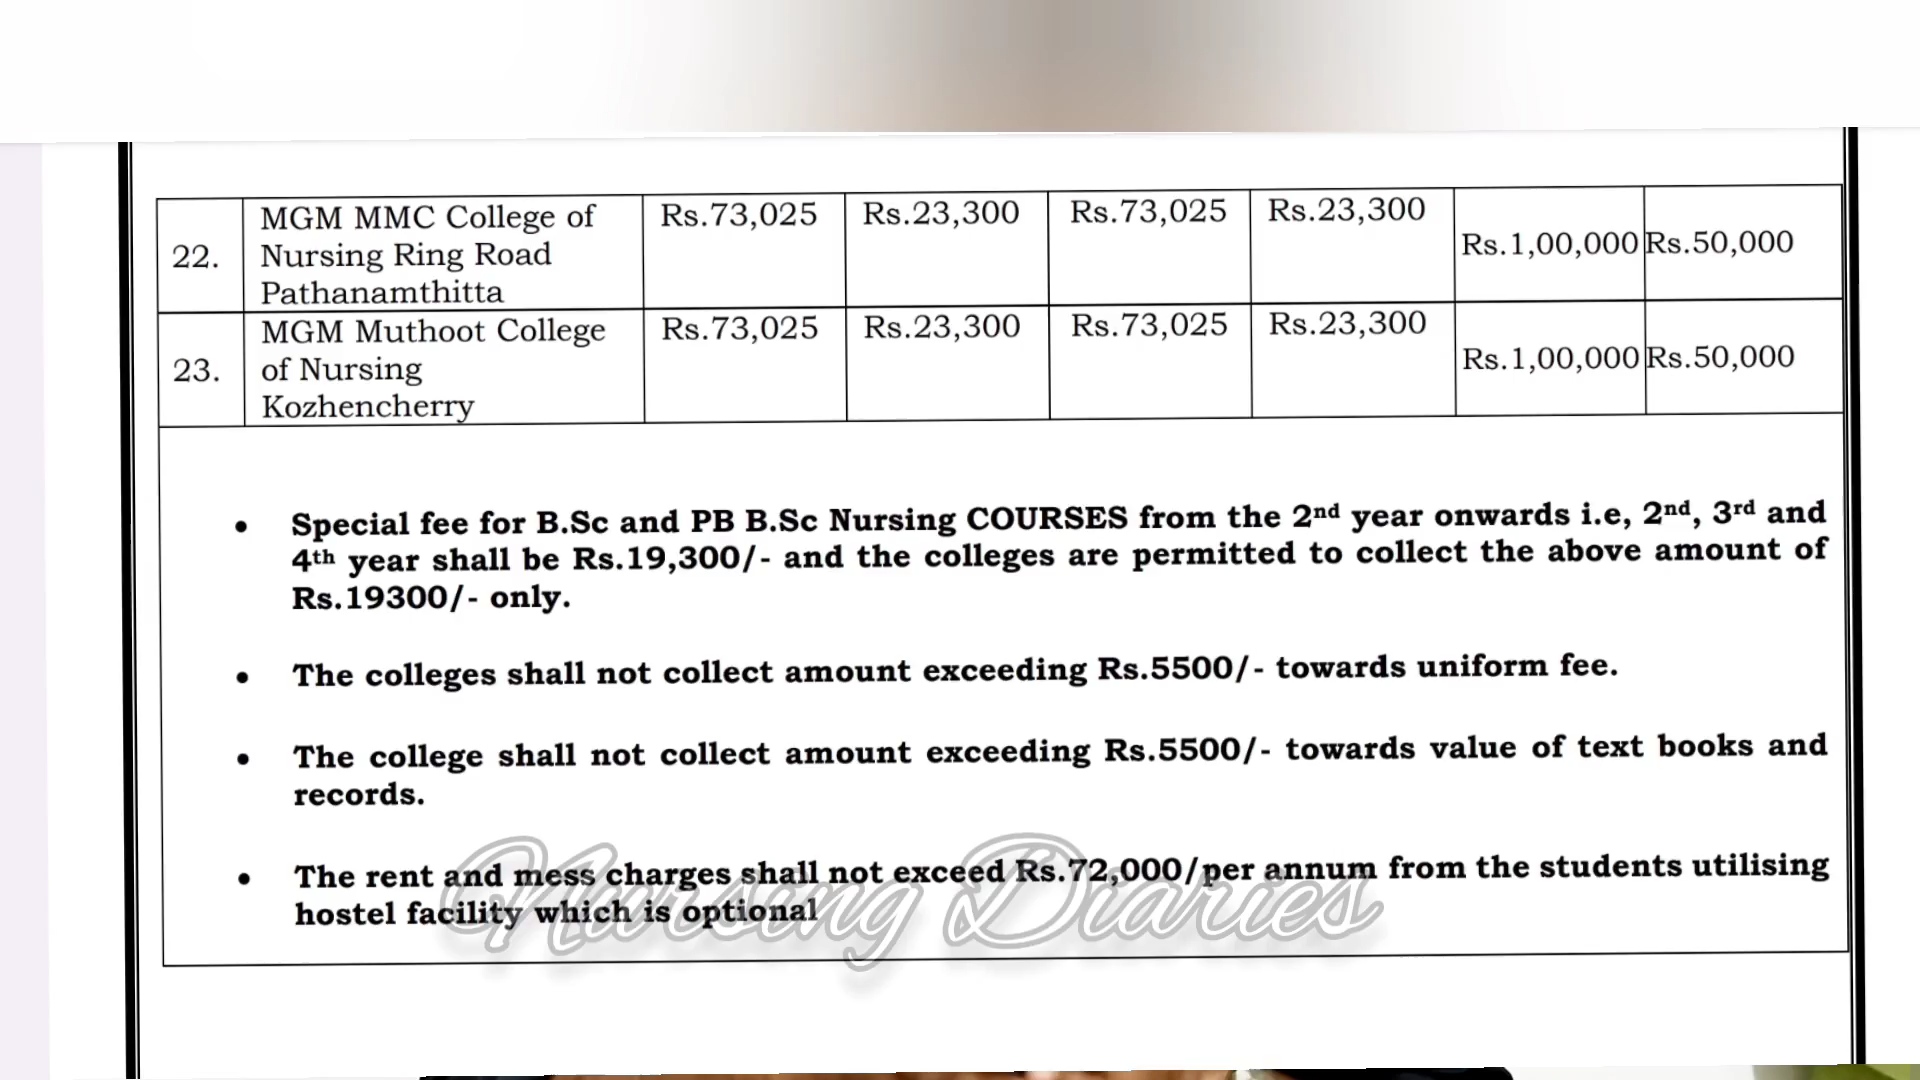 22. MGM MMC College of Nursing Ring Road Pathanamthitta Rs.73,025 Rs.23,300 Rs.73,025 Rs.23,300 Rs.1,00,000 Rs.50,000
23. MGM Muthoot College of Nursing Kozhencherry Rs.73,025 Rs.23,300 Rs.73,025 Rs.23,300 Rs.1,00,000 Rs.50,000
• Special fee for B.Sc and PB B.Sc Nursing COURSES from the 2nd year onwards i.e, 2nd, 3rd and
4th year shall be Rs.19,300/- and the colleges are permitted to collect the above amount of
Rs.19300/- only.
• The colleges shall not collect amount exceeding Rs.5500/- towards uniform fee.
• The college shall not collect amount exceeding Rs.5500/- towards value of text books and
records.
• The rent and mess charges shall not exceed Rs.72,000/per annum from the students utilising
hostel facility which is optional
Nursing Diaries